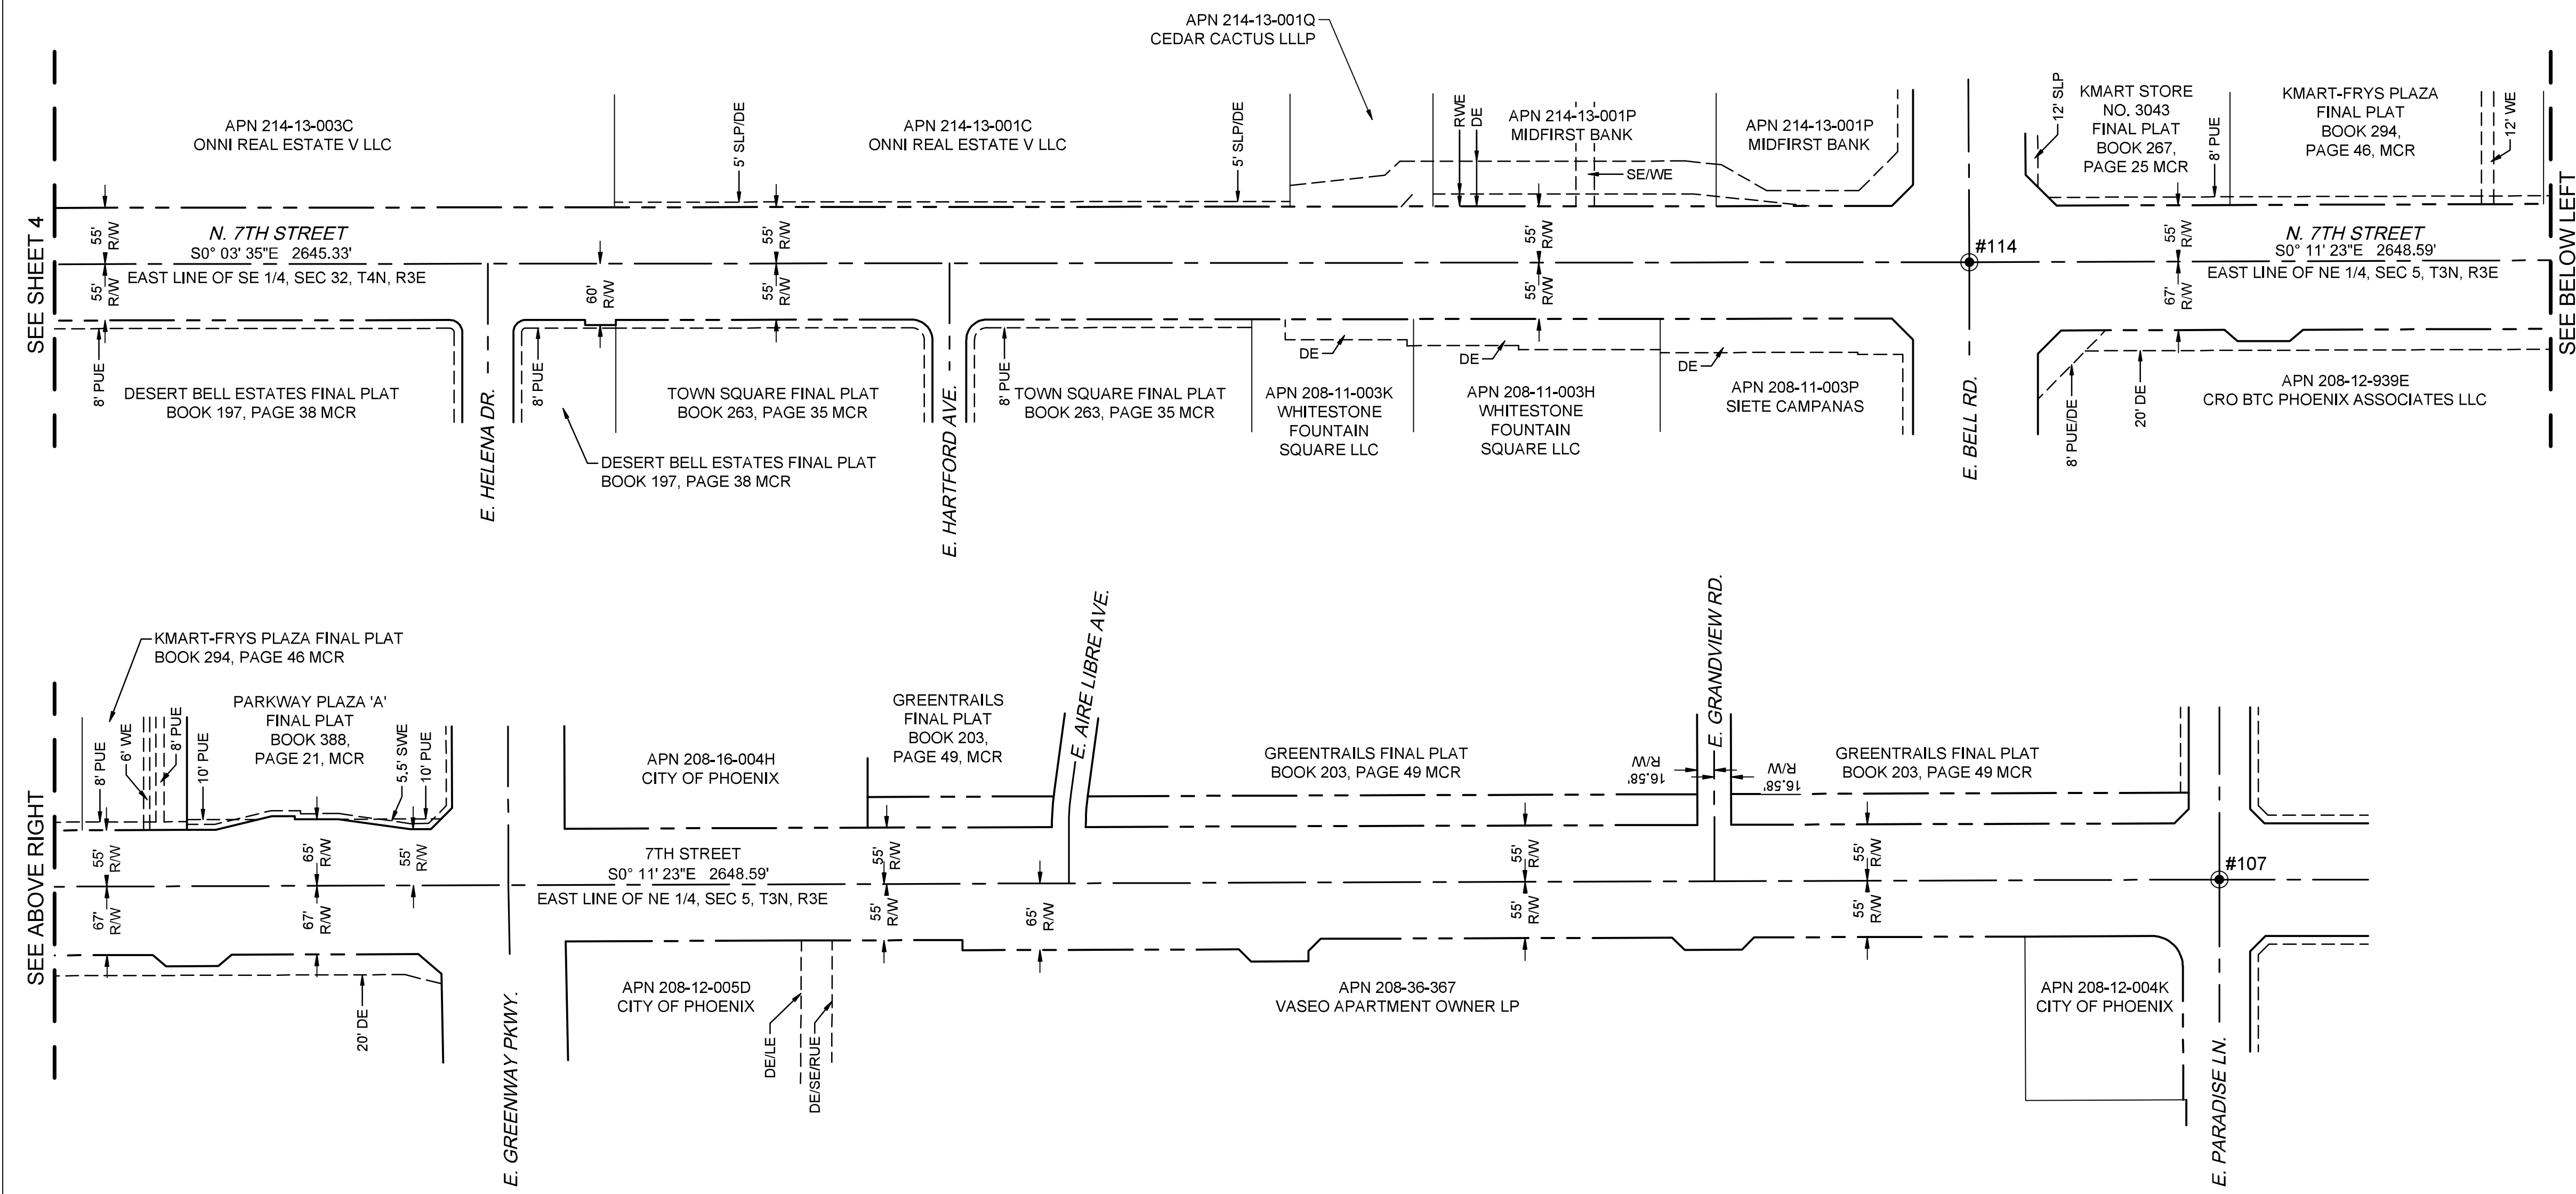 APN 214-13-001Q
CEDAR CACTUS LLLP
SEE SHEET 4
APN 214-13-003C
ONNI REAL ESTATE V LLC
5' SLP/DE
APN 214-13-001C
ONNI REAL ESTATE V LLC
5' SLP/DE
RWE
DE
APN 214-13-001P
MIDFIRST BANK
SE/WE
APN 214-13-001P
MIDFIRST BANK
12' SLP
KMART STORE
NO. 3043
FINAL PLAT
BOOK 267,
PAGE 25 MCR
8' PUE
KMART-FRYS PLAZA
FINAL PLAT
BOOK 294,
PAGE 46, MCR
12' WE
SEE BELOW LEFT
55'
R/W
N. 7TH STREET
S0° 03' 35"E 2645.33'
EAST LINE OF SE 1/4, SEC 32, T4N, R3E
55'
R/W
60'
R/W
55'
R/W
55'
R/W
55'
R/W
55'
R/W
#114
55'
R/W
67'
R/W
N. 7TH STREET
S0° 11' 23"E 2648.59'
EAST LINE OF NE 1/4, SEC 5, T3N, R3E
8' PUE
DESERT BELL ESTATES FINAL PLAT
BOOK 197, PAGE 38 MCR
E. HELENA DR.
8' PUE
DESERT BELL ESTATES FINAL PLAT
BOOK 197, PAGE 38 MCR
TOWN SQUARE FINAL PLAT
BOOK 263, PAGE 35 MCR
E. HARTFORD AVE.
8' PUE
TOWN SQUARE FINAL PLAT
BOOK 263, PAGE 35 MCR
DE
APN 208-11-003K
WHITESTONE
FOUNTAIN
SQUARE LLC
DE
APN 208-11-003H
WHITESTONE
FOUNTAIN
SQUARE LLC
DE
APN 208-11-003P
SIETE CAMPANAS
E. BELL RD.
8' PUE/DE
20' DE
APN 208-12-939E
CRO BTC PHOENIX ASSOCIATES LLC
SEE ABOVE RIGHT
KMART-FRYS PLAZA FINAL PLAT
BOOK 294, PAGE 46 MCR
8' PUE
6' WE
8' PUE
10' PUE
PARKWAY PLAZA 'A'
FINAL PLAT
BOOK 388,
PAGE 21, MCR
5.5' SWE
10' PUE
APN 208-16-004H
CITY OF PHOENIX
GREENTRAILS
FINAL PLAT
BOOK 203,
PAGE 49, MCR
E. AIRE LIBRE AVE.
GREENTRAILS FINAL PLAT
BOOK 203, PAGE 49 MCR
16.58'
R/W
E. GRANDVIEW RD.
16.58'
R/W
GREENTRAILS FINAL PLAT
BOOK 203, PAGE 49 MCR
55'
R/W
67'
R/W
65'
R/W
67'
R/W
55'
R/W
7TH STREET
S0° 11' 23"E 2648.59'
EAST LINE OF NE 1/4, SEC 5, T3N, R3E
55'
R/W
55'
R/W
65'
R/W
55'
R/W
55'
R/W
55'
R/W
55'
R/W
#107
20' DE
E. GREENWAY PKWY.
APN 208-12-005D
CITY OF PHOENIX
DE/LE
DE/SE/RUE
APN 208-36-367
VASEO APARTMENT OWNER LP
APN 208-12-004K
CITY OF PHOENIX
E. PARADISE LN.